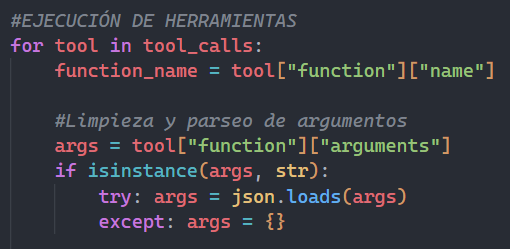 #EJECUCIÓN DE HERRAMIENTAS
for tool in tool_calls:
    function_name = tool["function"]["name"]

    #Limpieza y parseo de argumentos
    args = tool["function"]["arguments"]
    if isinstance(args, str):
        try: args = json.loads(args)
        except: args = {}